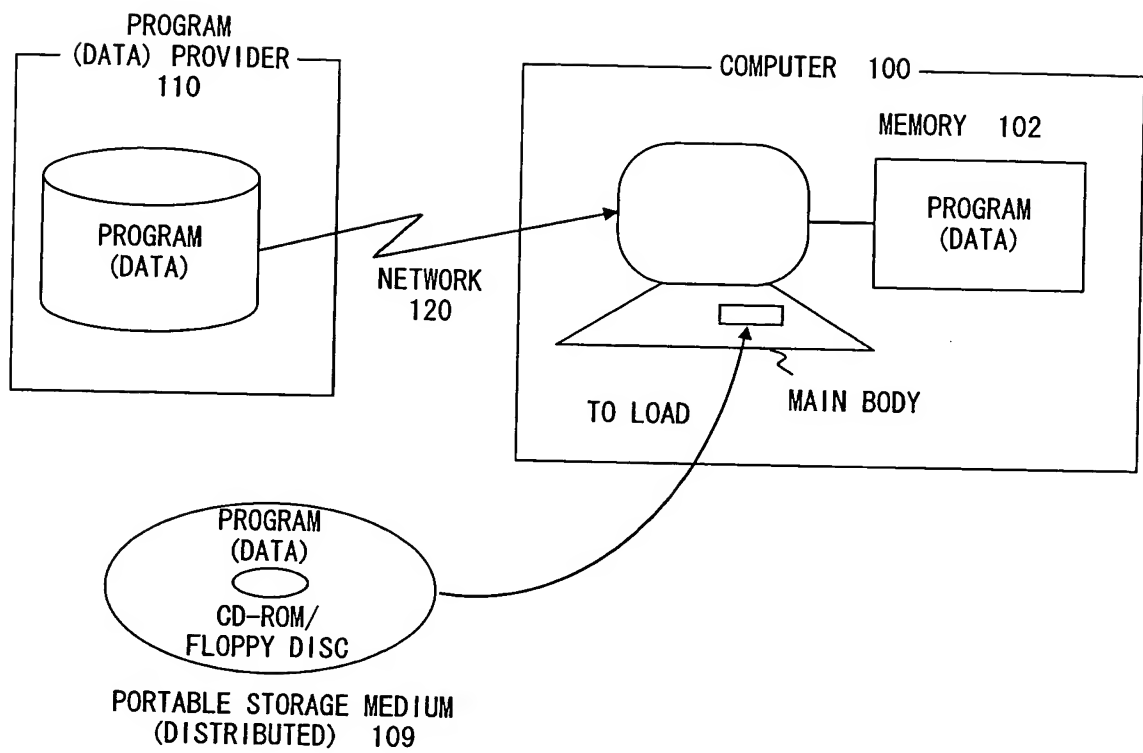 PROGRAM
(DATA) PROVIDER
110
PROGRAM
(DATA)
NETWORK
120
COMPUTER 100
MEMORY 102
PROGRAM
(DATA)
MAIN BODY
TO LOAD
PROGRAM
(DATA)
CD-ROM/
FLOPPY DISC
PORTABLE STORAGE MEDIUM
(DISTRIBUTED) 109